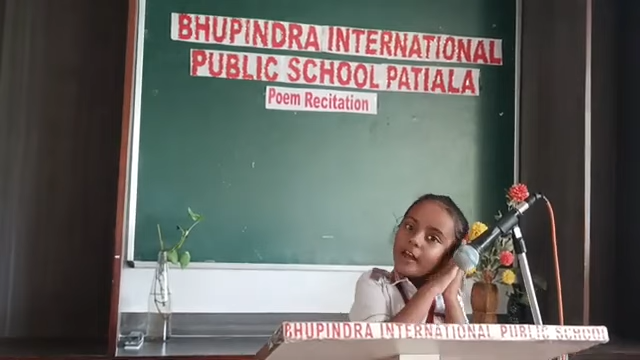 BHUPINDRA INTERNATIONAL
PUBLIC SCHOOL PATIALA
Poem Recitation
BHUPINDRA INTERNATIONAL PUBLIC SCHOOL